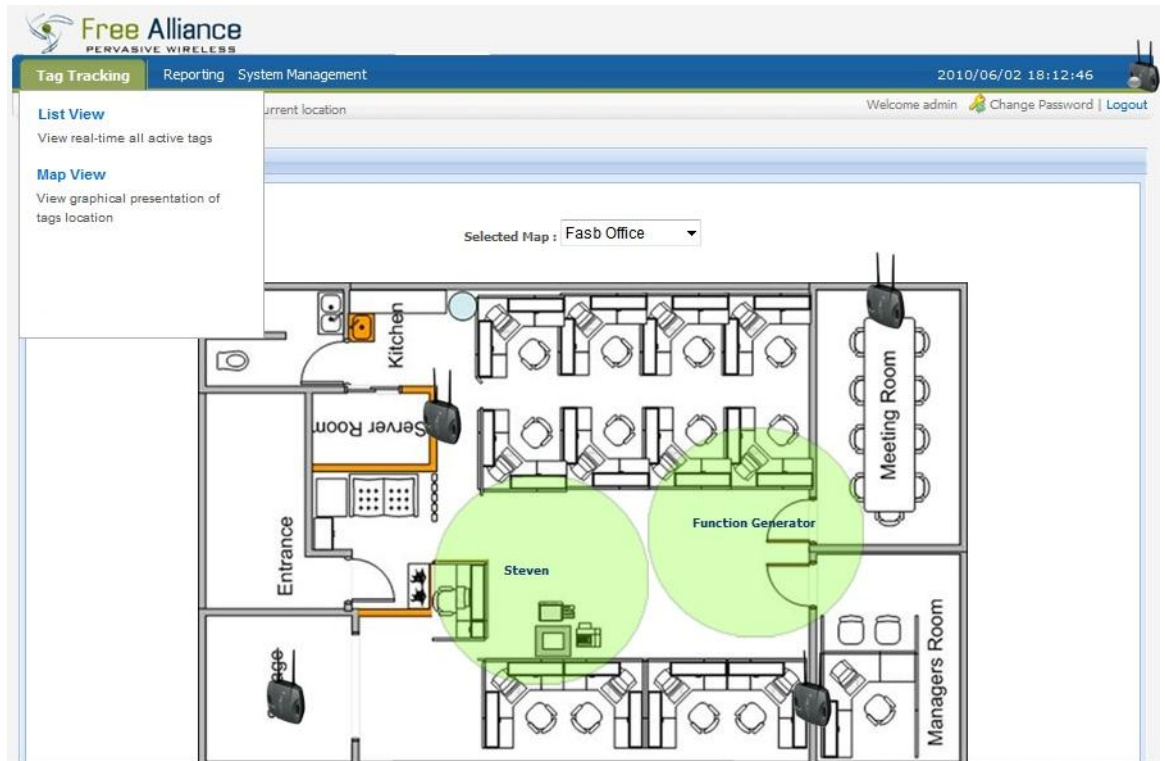 Free Alliance
PERVASIVE WIRELESS
Tag Tracking Reporting System Management 2010/06/02 18:12:46
location Welcome admin Change Password | Logout
List View
View real-time all active tags
Map View
View graphical presentation of
tags location
Selected Map : Fasb Office
Kitchen
Server Room
Meeting Room
Function Generator
Entrance
Steven
Managers Room